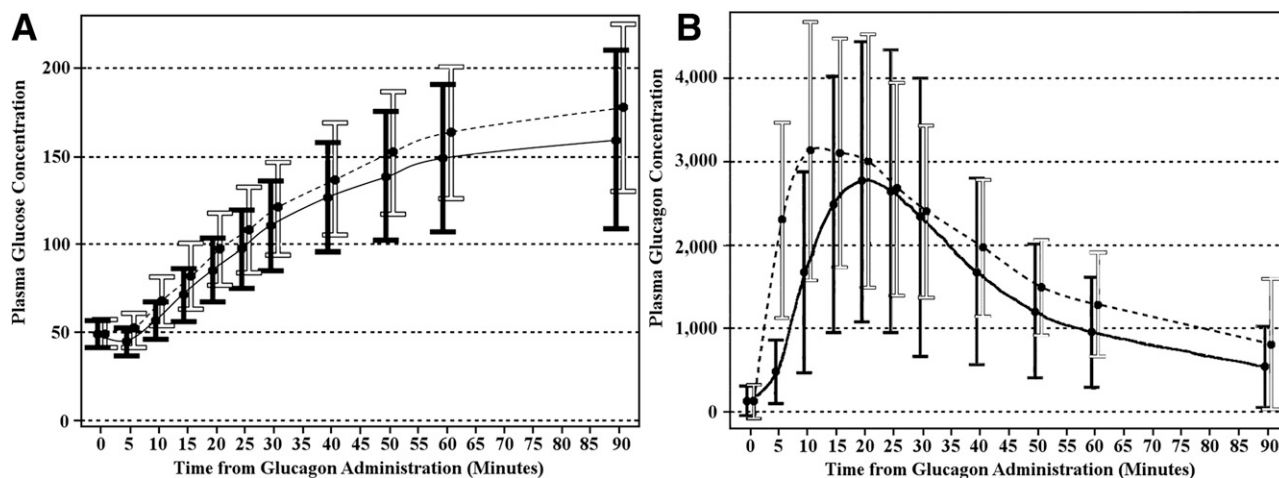 A
Plasma Glucose Concentration
200
150
100
50
0
0 5 10 15 20 25 30 35 40 45 50 55 60 65 70 75 80 85 90
Time from Glucagon Administration (Minutes)
B
Plasma Glucagon Concentration
4,000
3,000
2,000
1,000
0
0 5 10 15 20 25 30 35 40 45 50 55 60 65 70 75 80 85 90
Time from Glucagon Administration (Minutes)